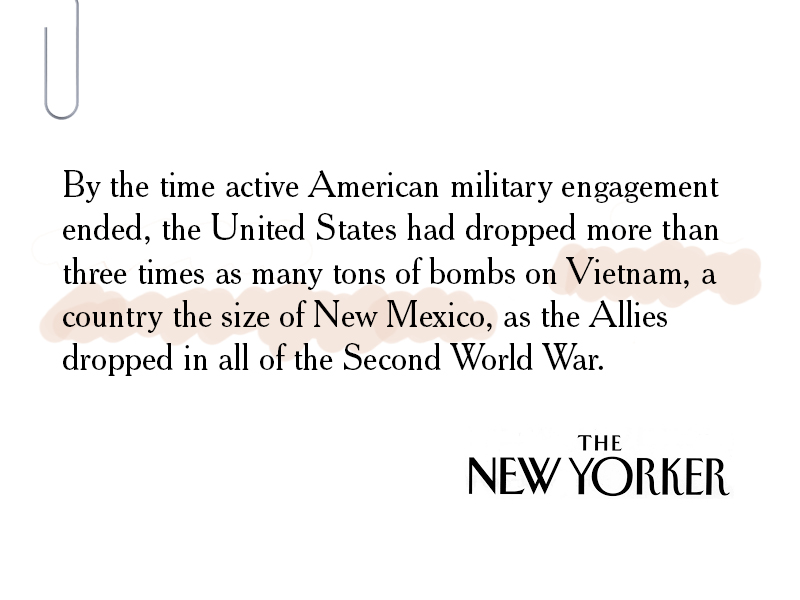 By the time active American military engagement
ended, the United States had dropped more than
three times as many tons of bombs on Vietnam, a
country the size of New Mexico, as the Allies
dropped in all of the Second World War.
THE
NEW YORKER